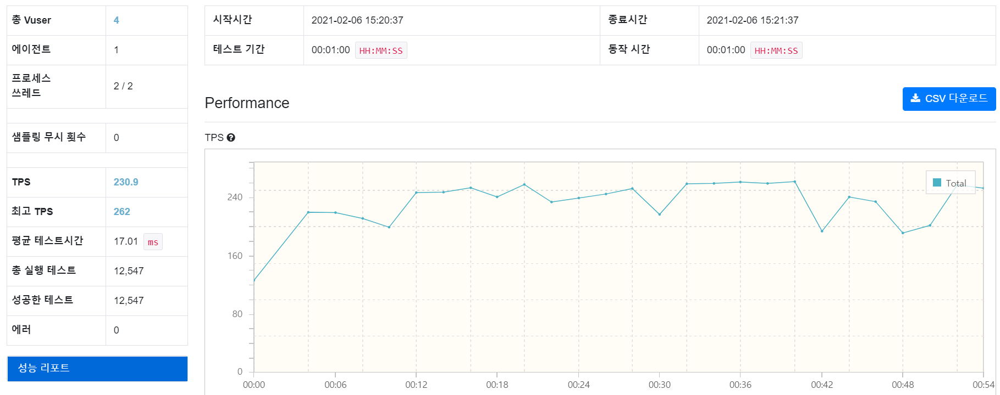 총 Vuser 4
에이전트 1
프로세스
쓰레드
2 / 2
샘플링 무시 횟수 0
TPS 230.9
최고 TPS 262
평균 테스트시간 17.01 ms
총 실행 테스트 12,547
성공한 테스트 12,547
에러 0
성능 리포트
시작시간 2021-02-06 15:20:37 종료시간 2021-02-06 15:21:37
테스트 기간 00:01:00 HH:MM:SS 동작 시간 00:01:00 HH:MM:SS
Performance
CSV 다운로드
TPS ?
Total
240
160
80
0
00:00 00:06 00:12 00:18 00:24 00:30 00:36 00:42 00:48 00:54